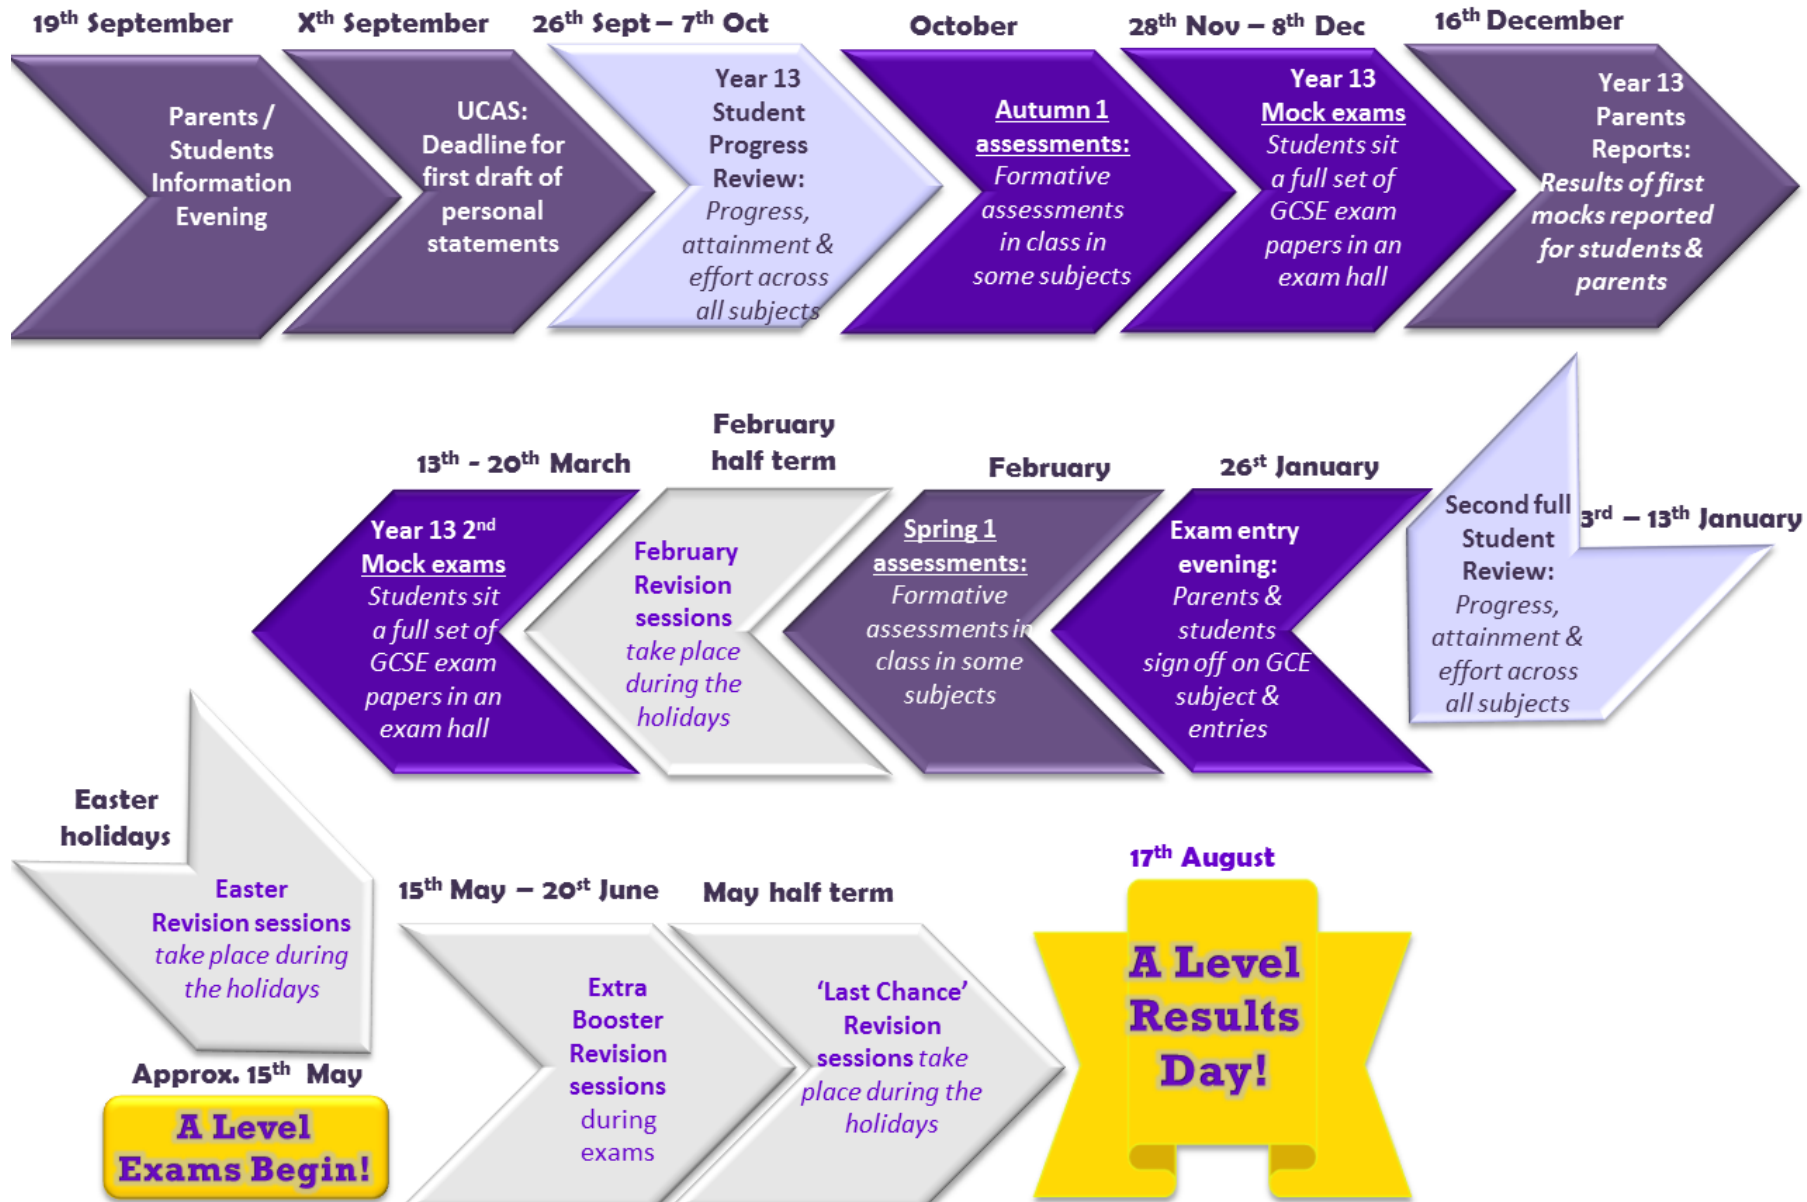 19th September
Parents /
Students
Information
Evening
Xth September
UCAS:
Deadline for
first draft of
personal
statements
26th Sept – 7th Oct
Year 13
Student
Progress
Review:
Progress,
attainment &
effort across
all subjects
October
Autumn 1
assessments:
Formative
assessments
in class in
some subjects
28th Nov – 8th Dec
Year 13
Mock exams
Students sit
a full set of
GCSE exam
papers in an
exam hall
16th December
Year 13
Parents
Reports:
Results of first
mocks reported
for students &
parents
3rd – 13th January
Second full
Student
Review:
Progress,
attainment &
effort across
all subjects
26st January
Exam entry
evening:
Parents &
students
sign off on GCE
subject &
entries
February
Spring 1
assessments:
Formative
assessments in
class in some
subjects
February
half term
February
Revision
sessions
take place
during the
holidays
13th - 20th March
Year 13 2nd
Mock exams
Students sit
a full set of
GCSE exam
papers in an
exam hall
Easter
holidays
Easter
Revision sessions
take place during
the holidays
Approx. 15th May
A Level
Exams Begin!
15th May – 20st June
Extra
Booster
Revision
sessions
during
exams
May half term
‘Last Chance’
Revision
sessions take
place during the
holidays
17th August
A Level
Results
Day!